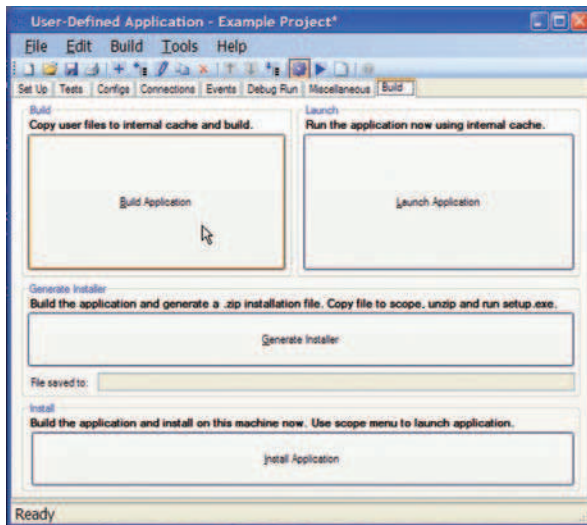 User-Defined Application - Example Project*
File Edit Build Tools Help
Set Up Tests Configs Connections Events Debug Run Miscellaneous Build
Build
Copy user files to internal cache and build.
Build Application
Launch
Run the application now using internal cache.
Launch Application
Generate Installer
Build the application and generate a .zip installation file. Copy file to scope, unzip and run setup.exe.
Generate Installer
File saved to:
Install
Build the application and install on this machine now. Use scope menu to launch application.
Install Application
Ready